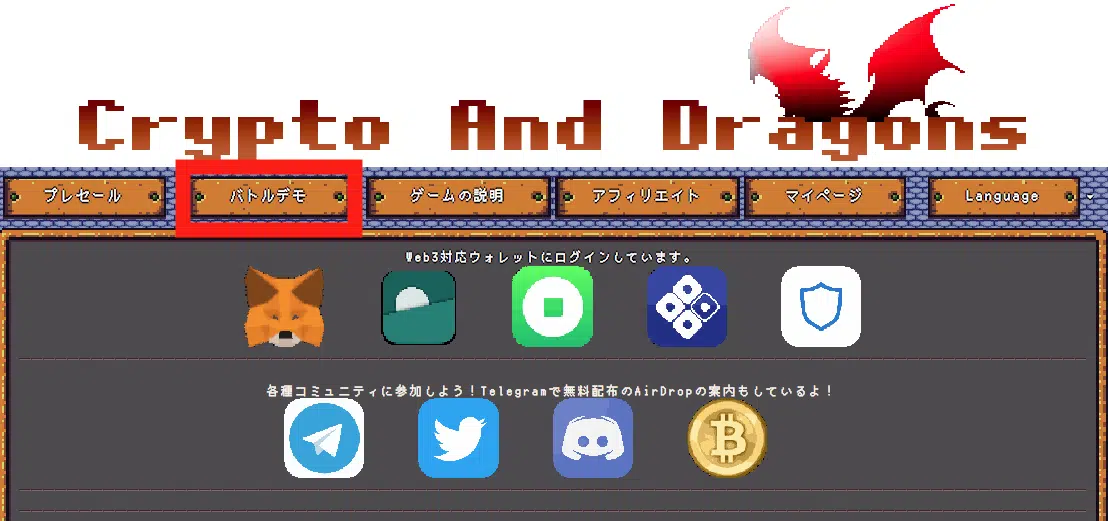 Crypto And Dragons
プレセール
バトルデモ
ゲームの説明
アフィリエイト
マイページ
Language
Web3対応ウォレットにログインしています。
各種コミュニティに参加しよう！Telegramで無料配布のAirDropの案内もしているよ！